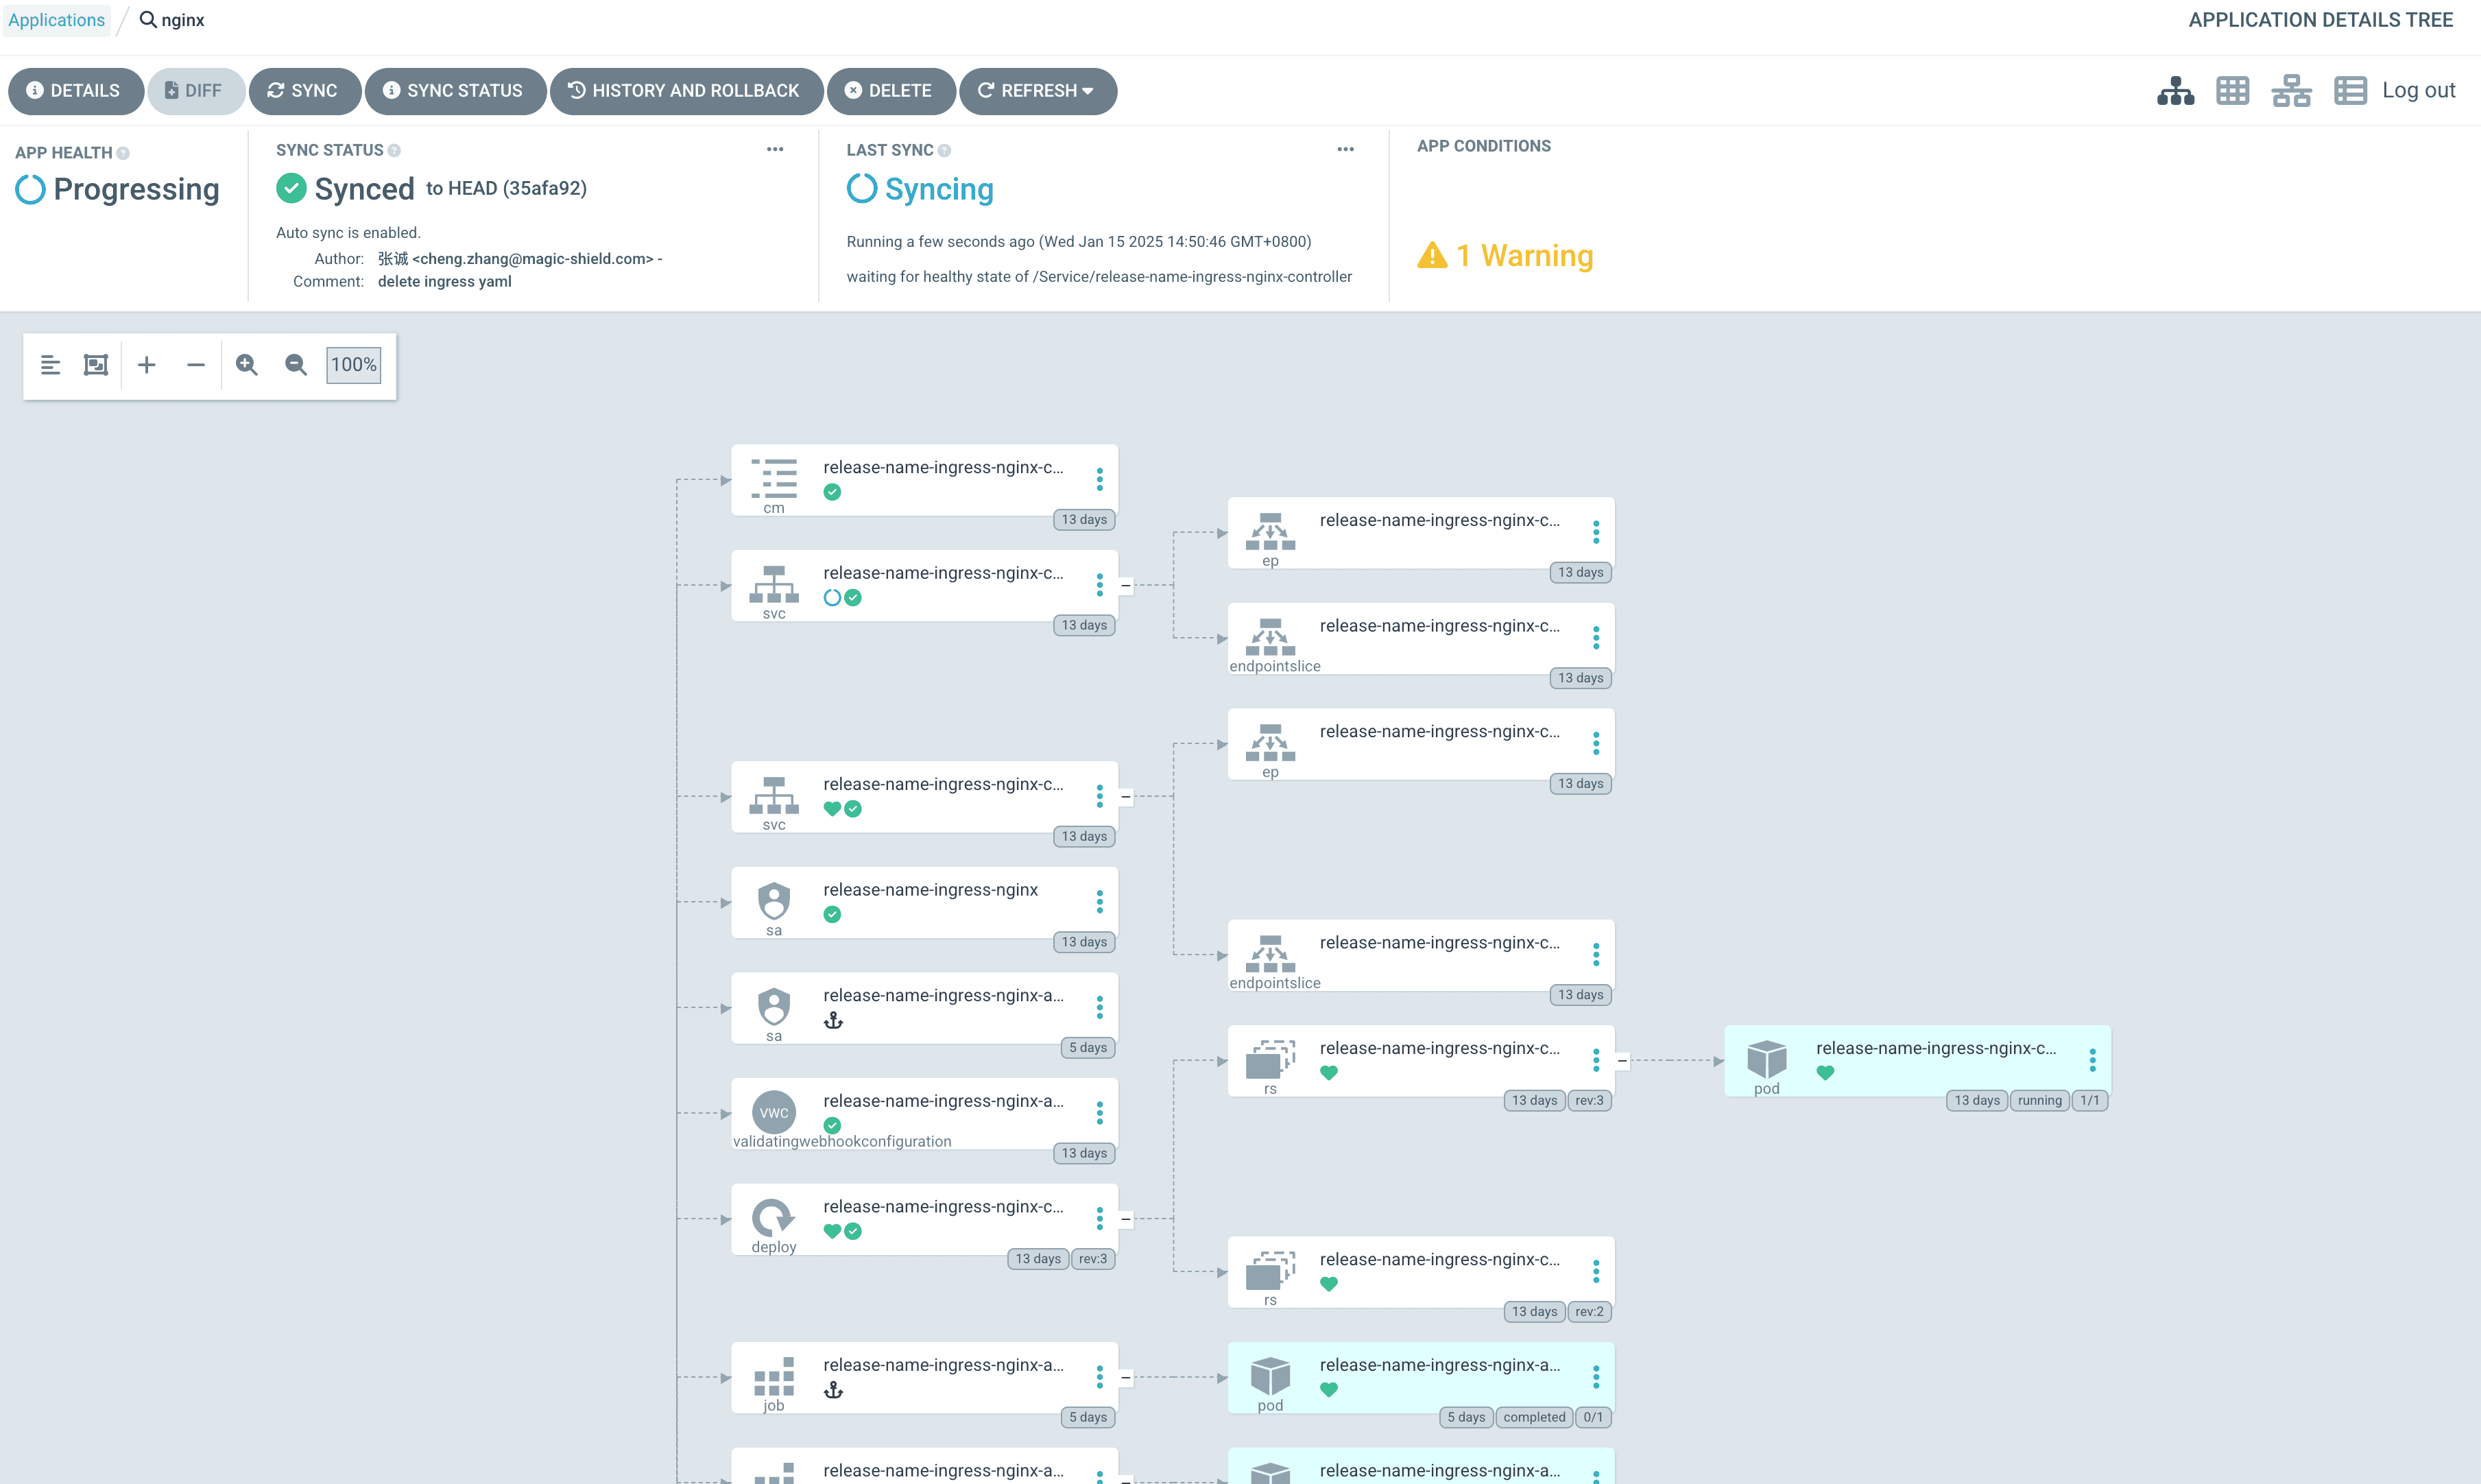 Applications / nginx
APPLICATION DETAILS TREE
DETAILS
DIFF
SYNC
SYNC STATUS
HISTORY AND ROLLBACK
DELETE
REFRESH
Log out
APP HEALTH
Progressing
SYNC STATUS
Synced to HEAD (35afa92)
Auto sync is enabled.
Author: 张诚 <cheng.zhang@magic-shield.com> -
Comment: delete ingress yaml
LAST SYNC
Syncing
Running a few seconds ago (Wed Jan 15 2025 14:50:46 GMT+0800)
waiting for healthy state of /Service/release-name-ingress-nginx-controller
APP CONDITIONS
1 Warning
100%
release-name-ingress-nginx-c...
cm
13 days
release-name-ingress-nginx-c...
ep
13 days
release-name-ingress-nginx-c...
svc
13 days
release-name-ingress-nginx-c...
endpointslice
13 days
release-name-ingress-nginx-c...
ep
13 days
release-name-ingress-nginx-c...
svc
13 days
release-name-ingress-nginx
sa
13 days
release-name-ingress-nginx-c...
endpointslice
13 days
release-name-ingress-nginx-a...
sa
5 days
release-name-ingress-nginx-c...
rs
13 days
rev:3
release-name-ingress-nginx-c...
pod
13 days
running
1/1
VWC
release-name-ingress-nginx-a...
validatingwebhookconfiguration
13 days
release-name-ingress-nginx-c...
deploy
13 days
rev:3
release-name-ingress-nginx-c...
rs
13 days
rev:2
release-name-ingress-nginx-a...
job
5 days
release-name-ingress-nginx-a...
pod
5 days
completed
0/1
release-name-ingress-nginx-a...
release-name-ingress-nginx-a...